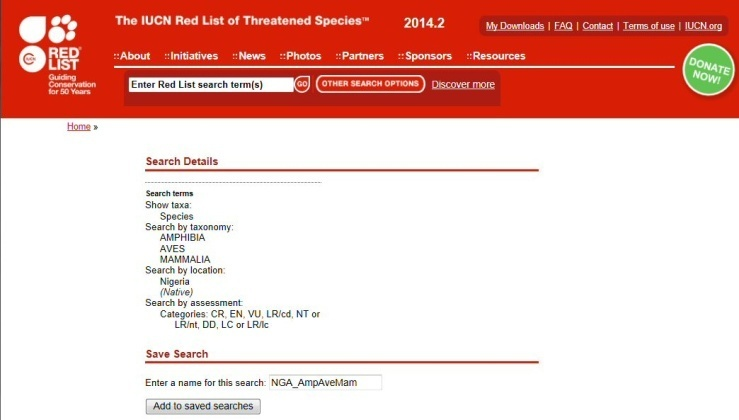 The IUCN Red List of Threatened Species™
2014.2
My Downloads | FAQ | Contact | Terms of use | IUCN.org
IUCN
RED
LIST
Guiding
Conservation
for 50 Years
::About ::Initiatives ::News ::Photos ::Partners ::Sponsors ::Resources
Enter Red List search term(s) GO OTHER SEARCH OPTIONS Discover more
DONATE
NOW!
Home »
Search Details
Search terms
Show taxa:
Species
Search by taxonomy:
AMPHIBIA
AVES
MAMMALIA
Search by location:
Nigeria
(Native)
Search by assessment:
Categories: CR, EN, VU, LR/cd, NT or
LR/nt, DD, LC or LR/lc
Save Search
Enter a name for this search: NGA_AmpAveMam
Add to saved searches